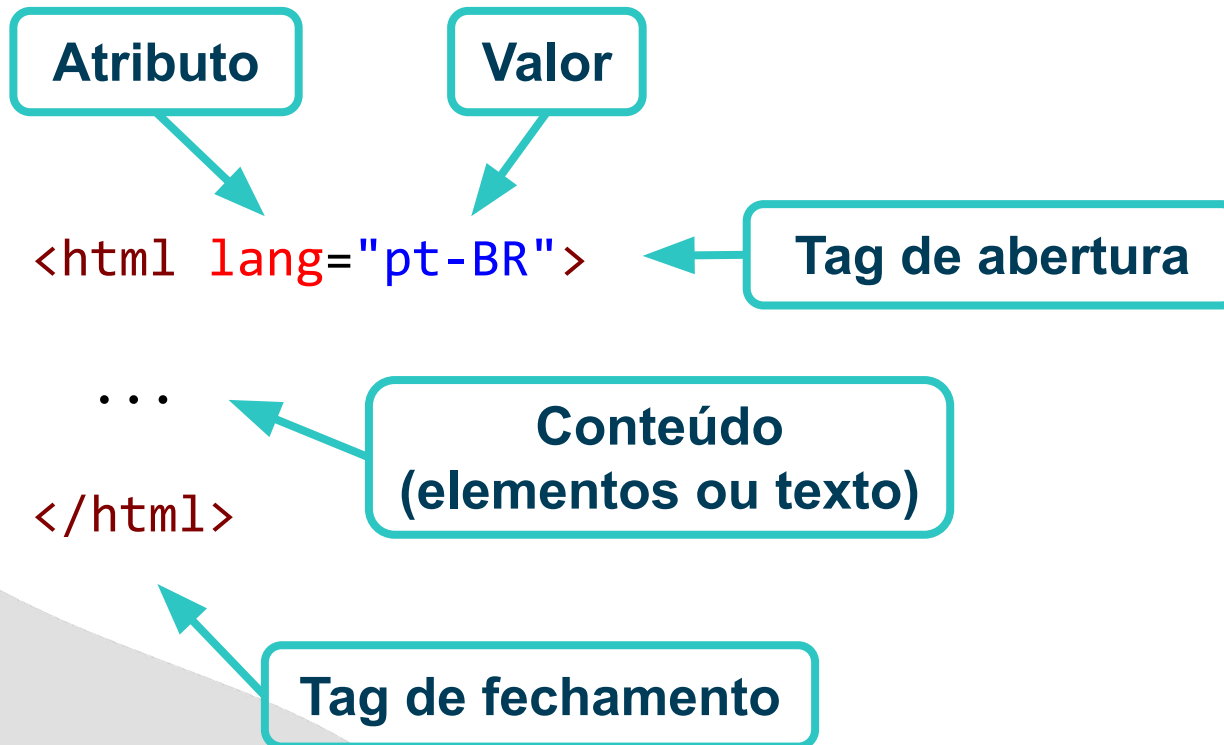 Atributo
Valor
<html lang="pt-BR">
Tag de abertura
...
Conteúdo
(elementos ou texto)
</html>
Tag de fechamento